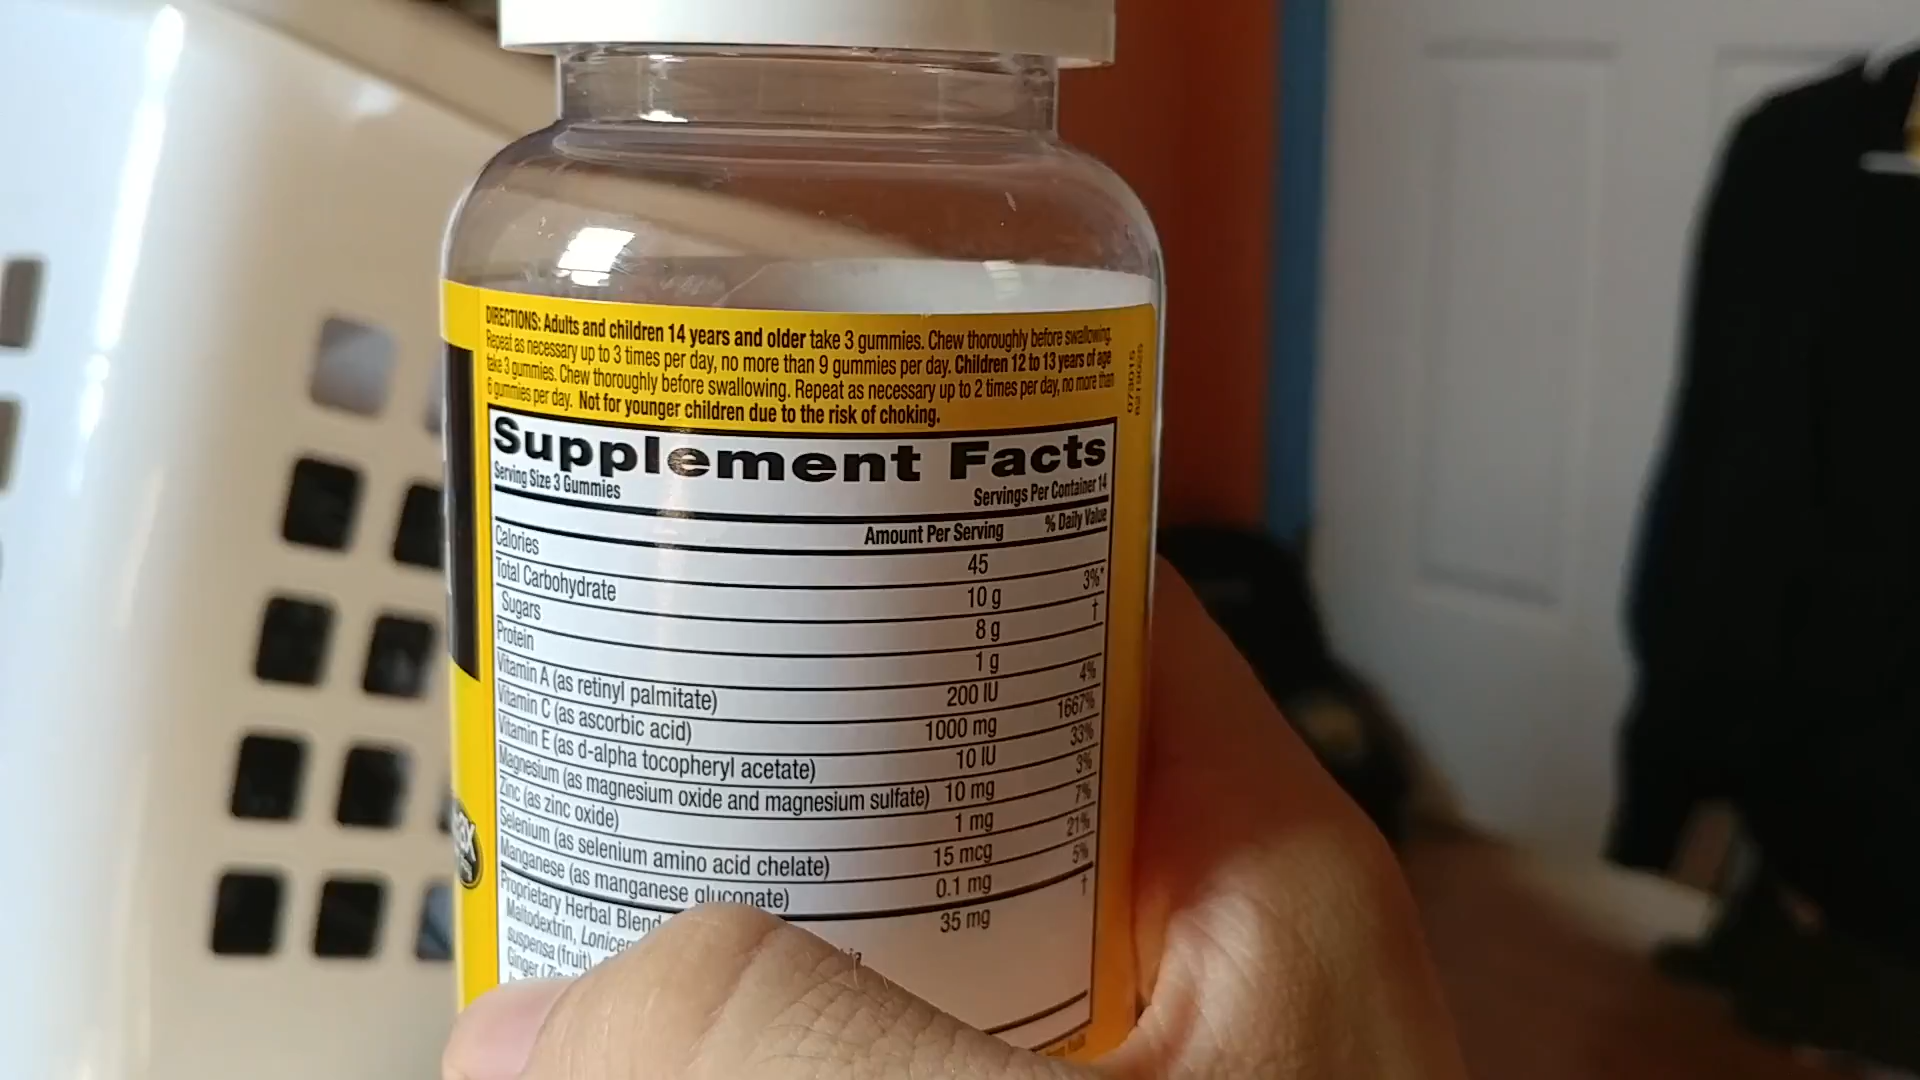 DIRECTIONS: Adults and children 14 years and older take 3 gummies. Chew thoroughly before swallowing.
Repeat as necessary up to 3 times per day, no more than 9 gummies per day. Children 12 to 13 years of age
take 3 gummies. Chew thoroughly before swallowing. Repeat as necessary up to 2 times per day, no more than
6 gummies per day. Not for younger children due to the risk of choking.
Supplement Facts
Serving Size 3 Gummies Servings Per Container 14
Amount Per Serving % Daily Value
Calories 45
Total Carbohydrate 10 g 3%*
Sugars 8 g †
Protein 1 g
Vitamin A (as retinyl palmitate) 200 IU 4%
Vitamin C (as ascorbic acid) 1000 mg 1667%
Vitamin E (as d-alpha tocopheryl acetate) 10 IU 33%
Magnesium (as magnesium oxide and magnesium sulfate) 10 mg 3%
Zinc (as zinc oxide) 1 mg 7%
Selenium (as selenium amino acid chelate) 15 mcg 21%
Manganese (as manganese gluconate) 0.1 mg 5%
Proprietary Herbal Blend 35 mg †
Maltodextrin,
suspensa (fruit),
Ginger